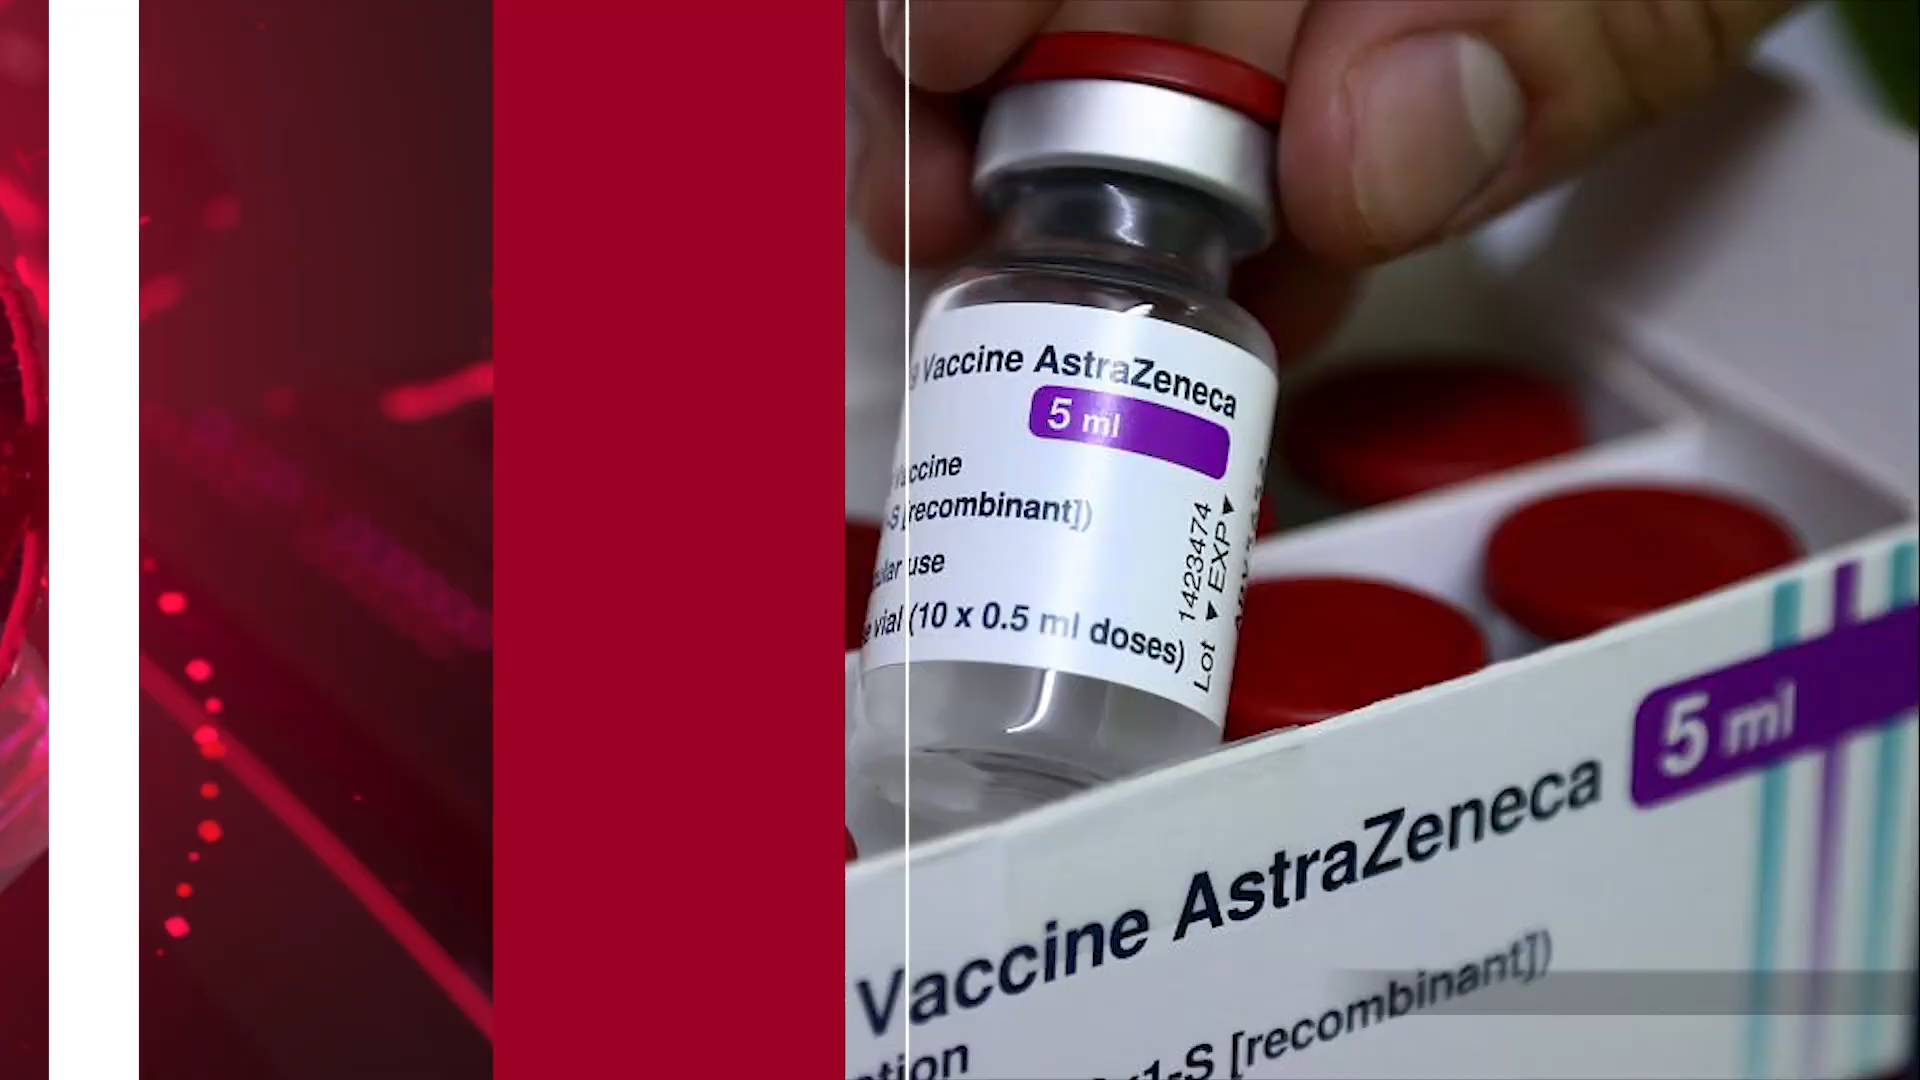 Vaccine AstraZeneca
5 ml
[recombinant])
use
vial (10 x 0.5 ml doses)
Lot ▼ EXP ▼
1423474
5 ml
Vaccine AstraZeneca
[recombinant])